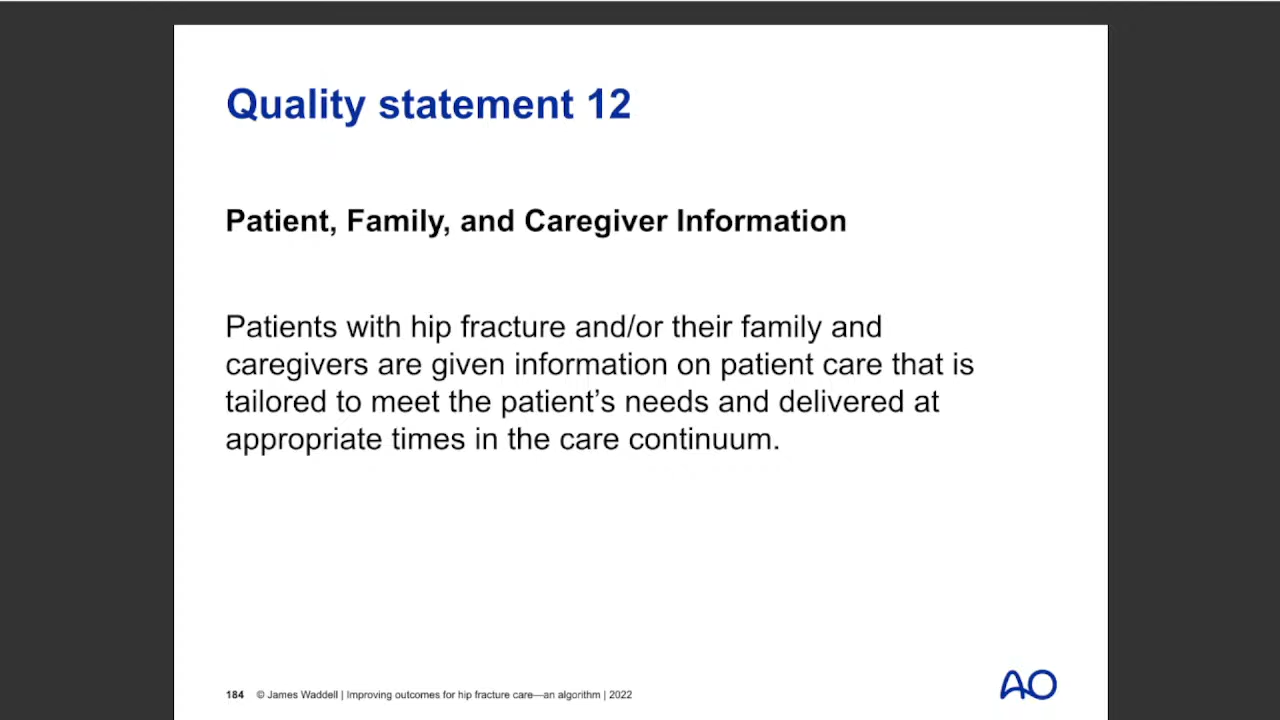 Quality statement 12
Patient, Family, and Caregiver Information
Patients with hip fracture and/or their family and
caregivers are given information on patient care that is
tailored to meet the patient’s needs and delivered at
appropriate times in the care continuum.
184 © James Waddell | Improving outcomes for hip fracture care—an algorithm | 2022
AO